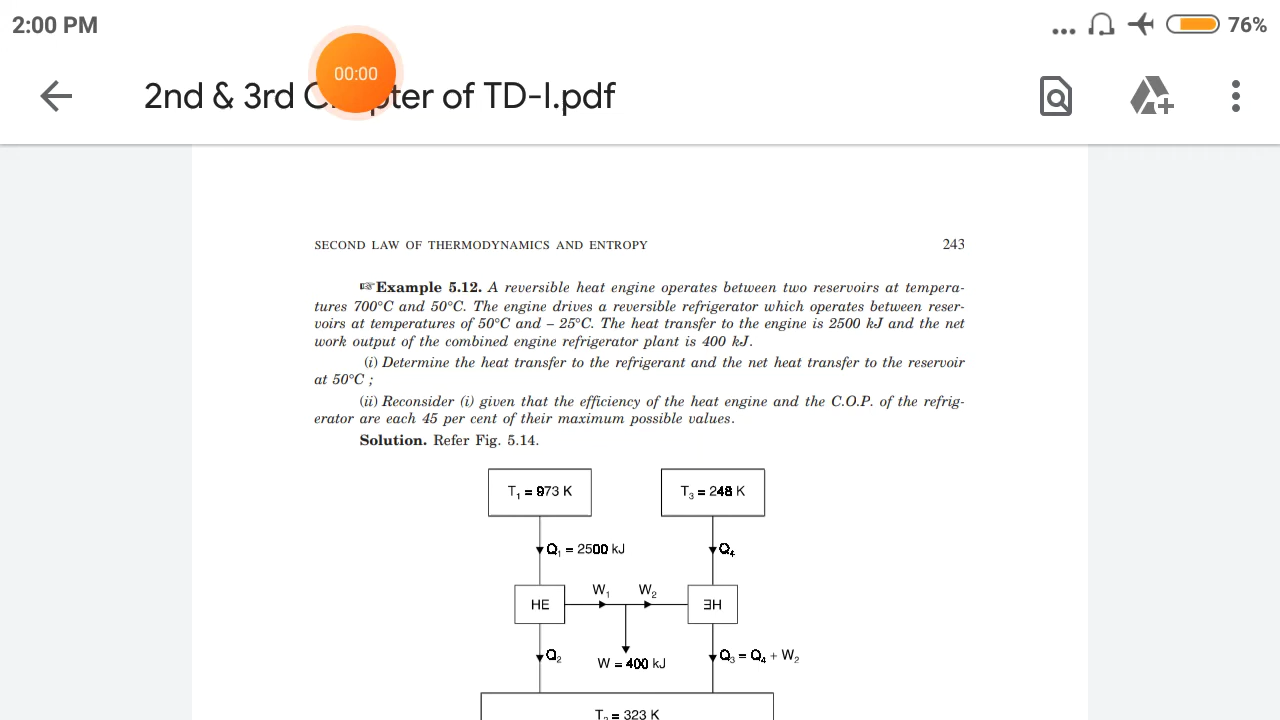 2:00 PM
76%
00:00
2nd & 3rd C ter of TD-I.pdf
SECOND LAW OF THERMODYNAMICS AND ENTROPY 243
☞Example 5.12. A reversible heat engine operates between two reservoirs at tempera-
tures 700°C and 50°C. The engine drives a reversible refrigerator which operates between reser-
voirs at temperatures of 50°C and – 25°C. The heat transfer to the engine is 2500 kJ and the net
work output of the combined engine refrigerator plant is 400 kJ.
(i) Determine the heat transfer to the refrigerant and the net heat transfer to the reservoir
at 50°C ;
(ii) Reconsider (i) given that the efficiency of the heat engine and the C.O.P. of the refrig-
erator are each 45 per cent of their maximum possible values.
Solution. Refer Fig. 5.14.
T₁ = 973 K T₃ = 248 K
Q₁ = 2500 kJ Q₄
W₁ W₂
HE ƎH
Q₂ W = 400 kJ Q₃ = Q₄ + W₂
T₂ = 323 K